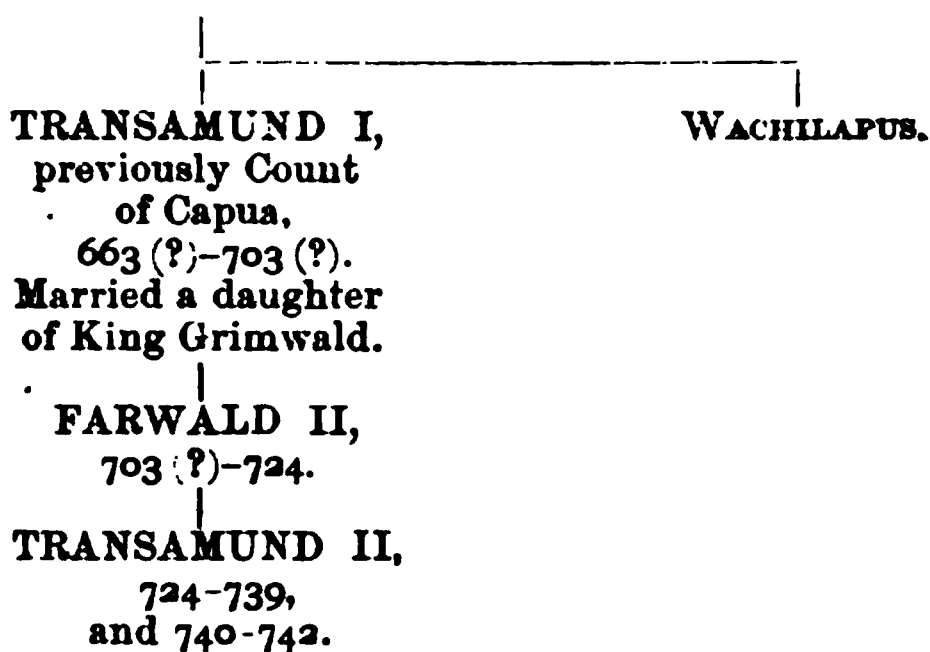 TRANSAMUND I,
WACHILAPUS.
previously Count
of Capua,
663 (?)–703 (?).
Married a daughter
of King Grimwald.
FARWALD II,
703 (?)–724.
TRANSAMUND II,
724–739,
and 740–742.